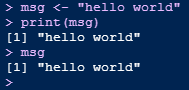 > msg <- "hello world"
> print(msg)
[1] "hello world"
> msg
[1] "hello world"
>